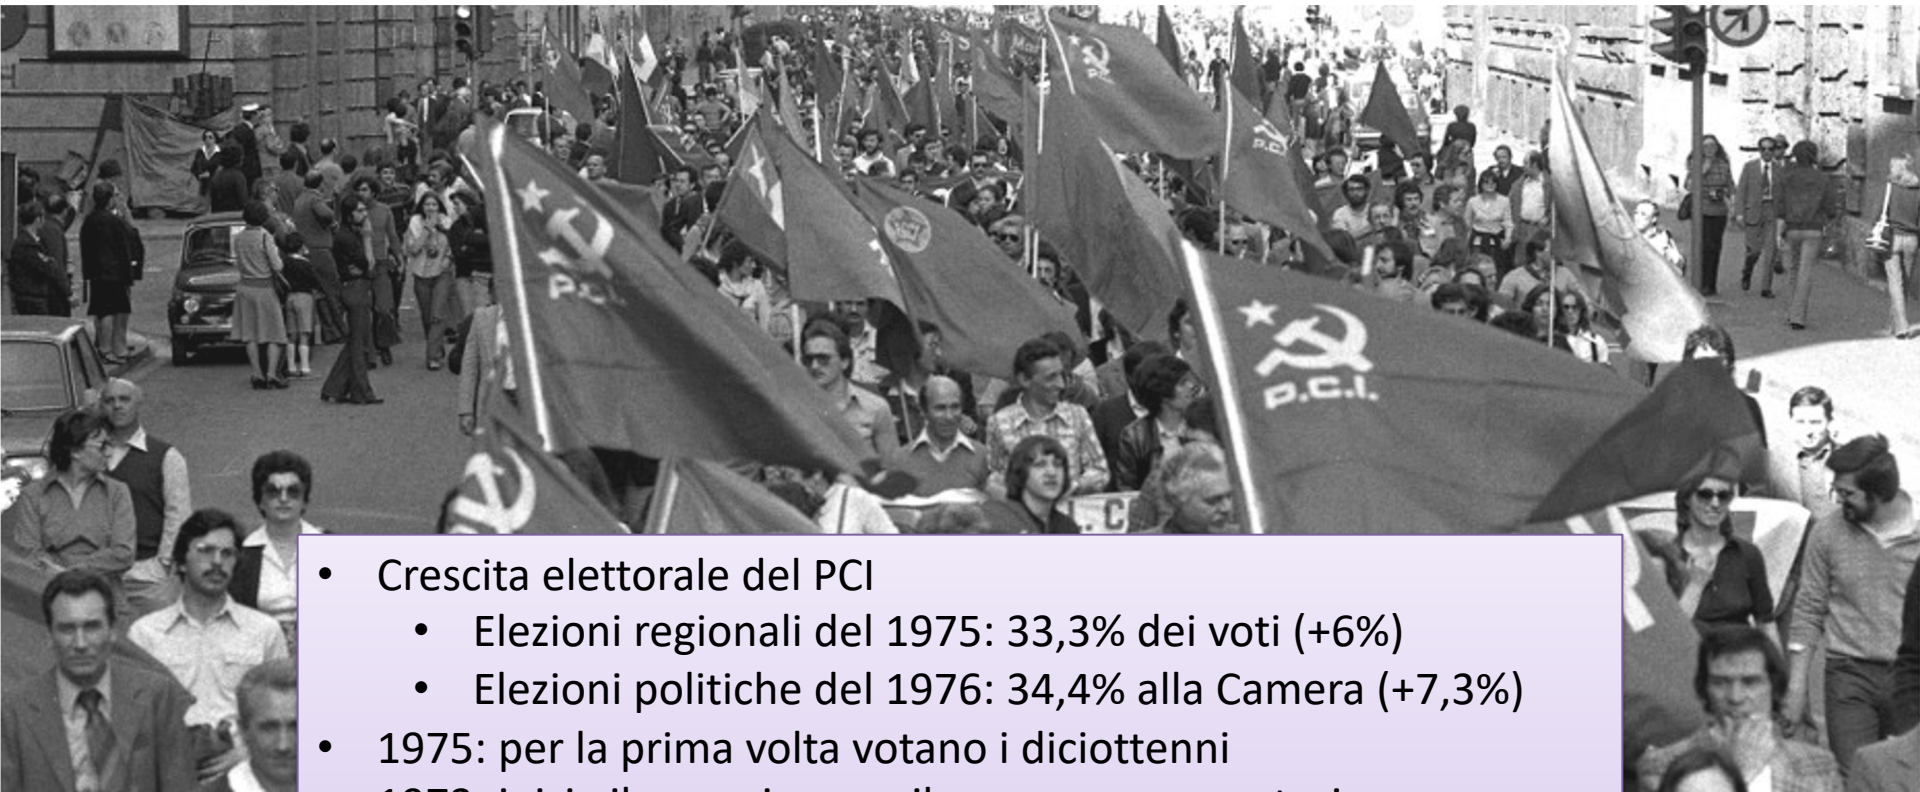 P.C.I.
P.C.I.
• Crescita elettorale del PCI
• Elezioni regionali del 1975: 33,3% dei voti (+6%)
• Elezioni politiche del 1976: 34,4% alla Camera (+7,3%)
• 1975: per la prima volta votano i diciottenni